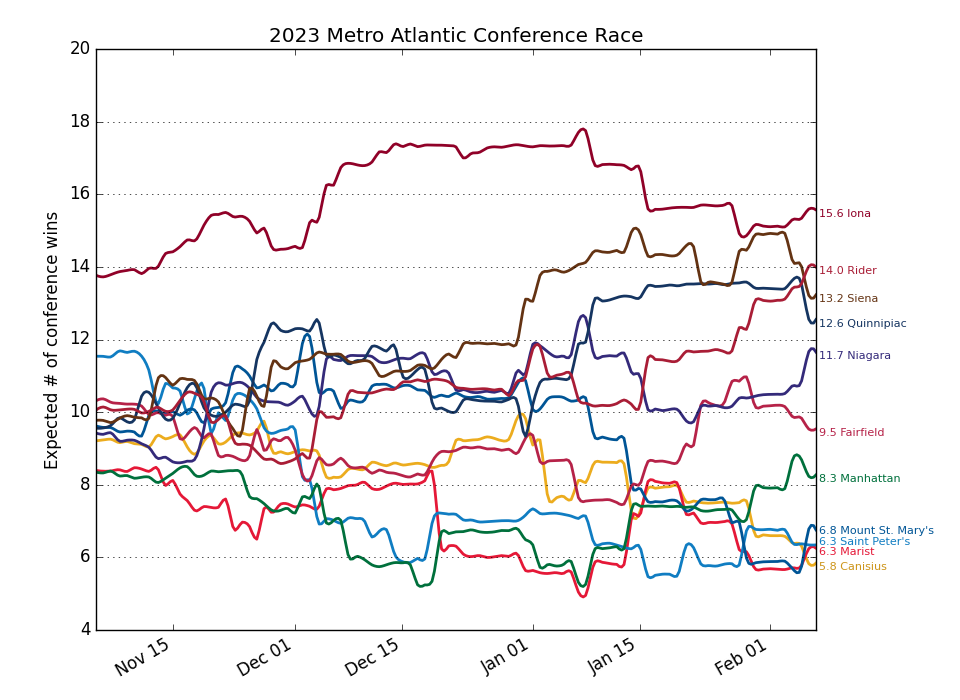 2023 Metro Atlantic Conference Race
Expected # of conference wins
20
18
16
14
12
10
8
6
4
15.6 Iona
14.0 Rider
13.2 Siena
12.6 Quinnipiac
11.7 Niagara
9.5 Fairfield
8.3 Manhattan
6.8 Mount St. Mary's
6.3 Saint Peter's
6.3 Marist
5.8 Canisius
Nov 15
Dec 01
Dec 15
Jan 01
Jan 15
Feb 01